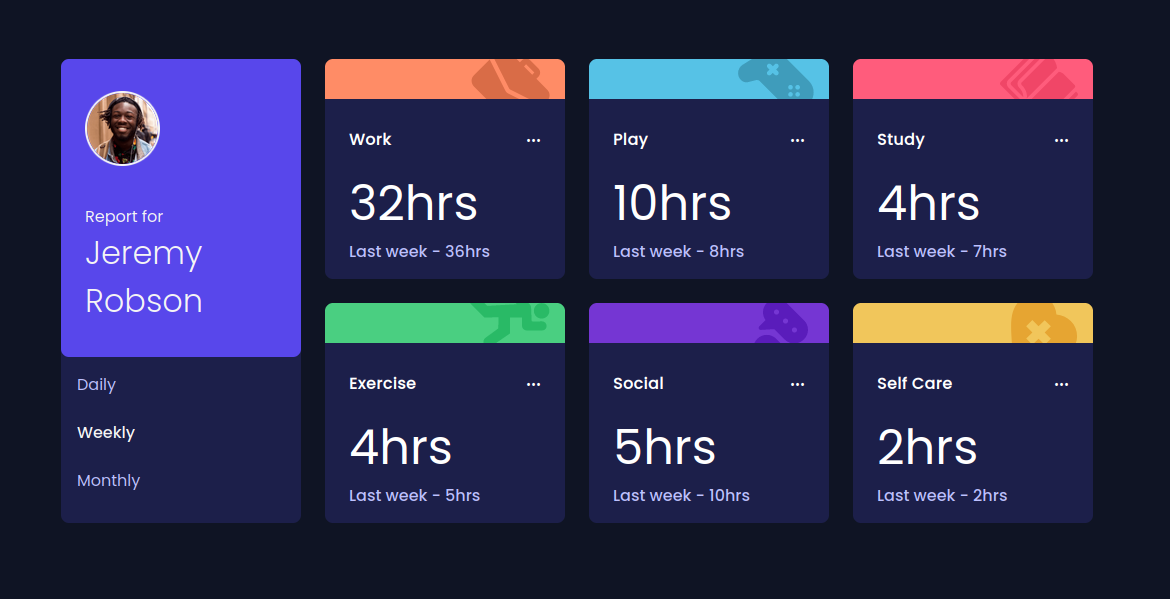 Report for
Jeremy
Robson
Daily
Weekly
Monthly
Work
32hrs
Last week - 36hrs
Play
10hrs
Last week - 8hrs
Study
4hrs
Last week - 7hrs
Exercise
4hrs
Last week - 5hrs
Social
5hrs
Last week - 10hrs
Self Care
2hrs
Last week - 2hrs